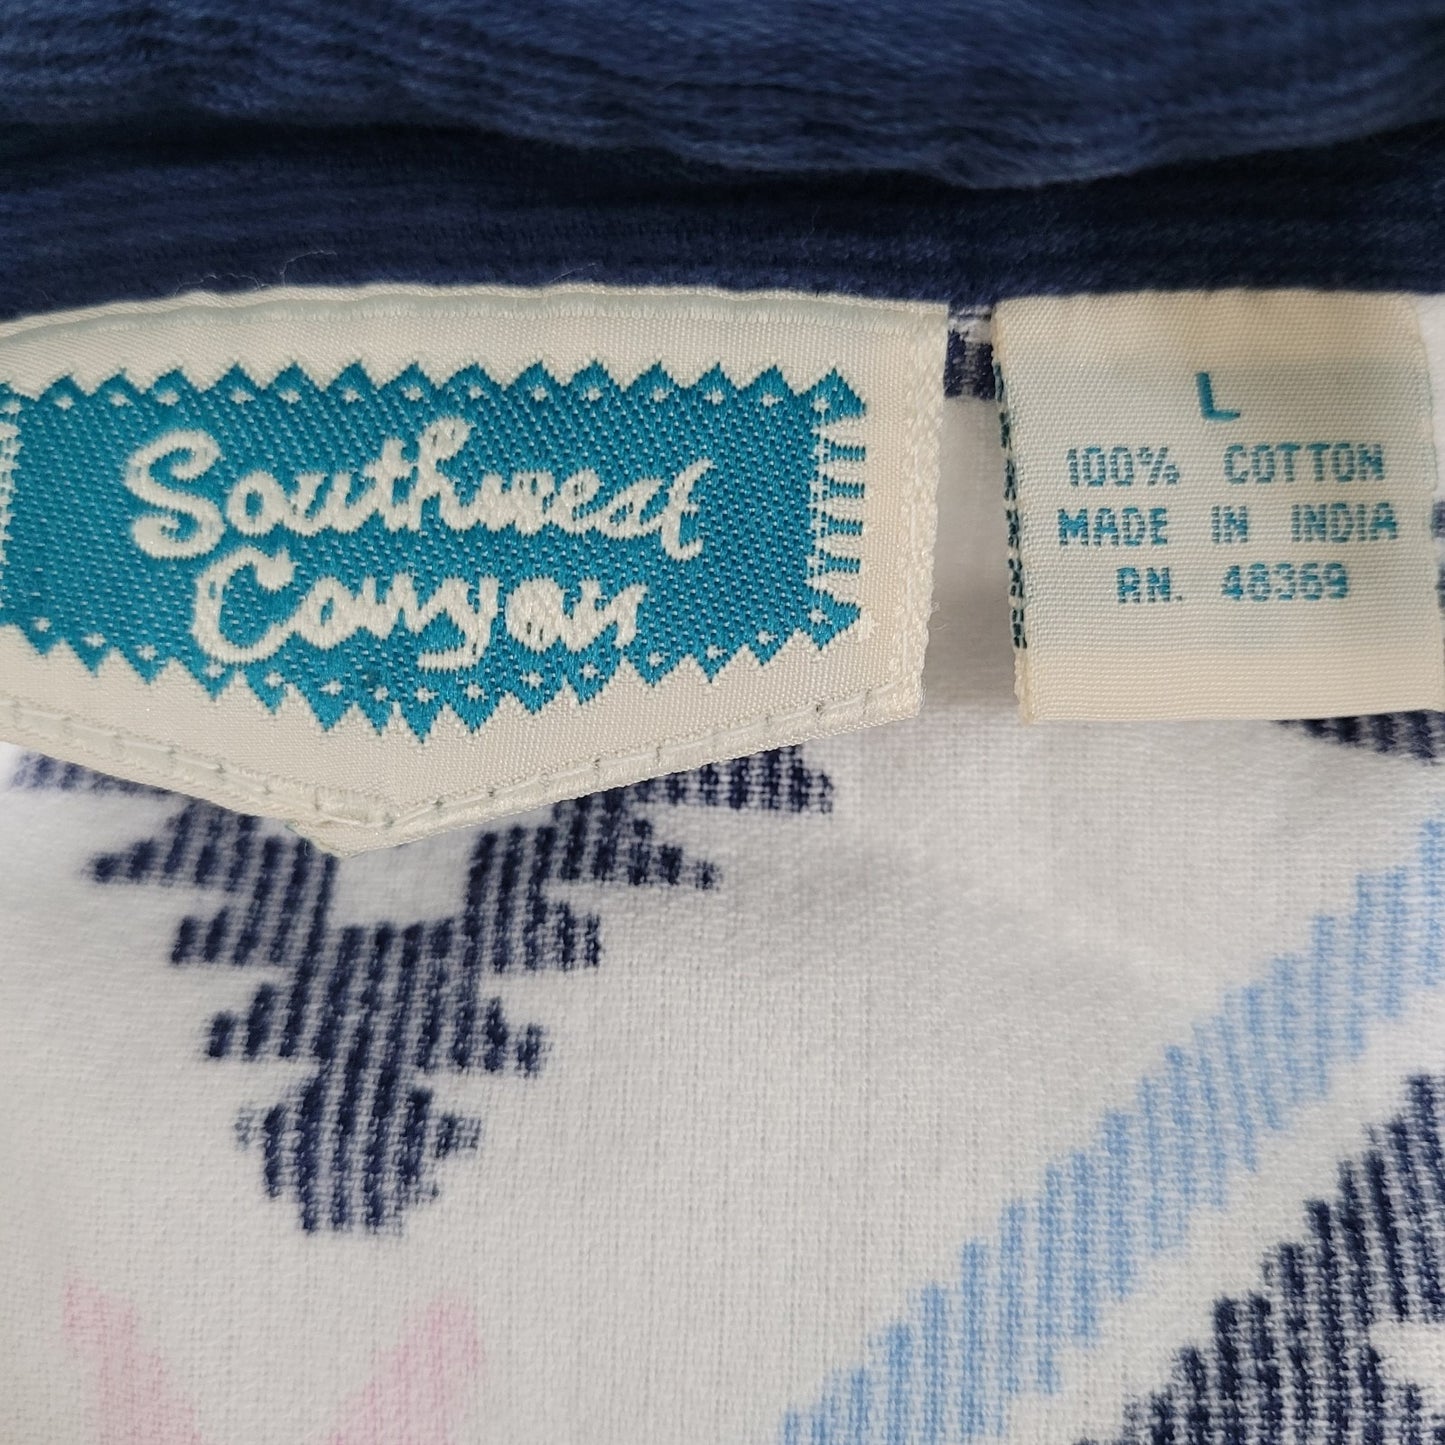 Southwest
Canyon
L
100% COTTON
MADE IN INDIA
RN. 48369